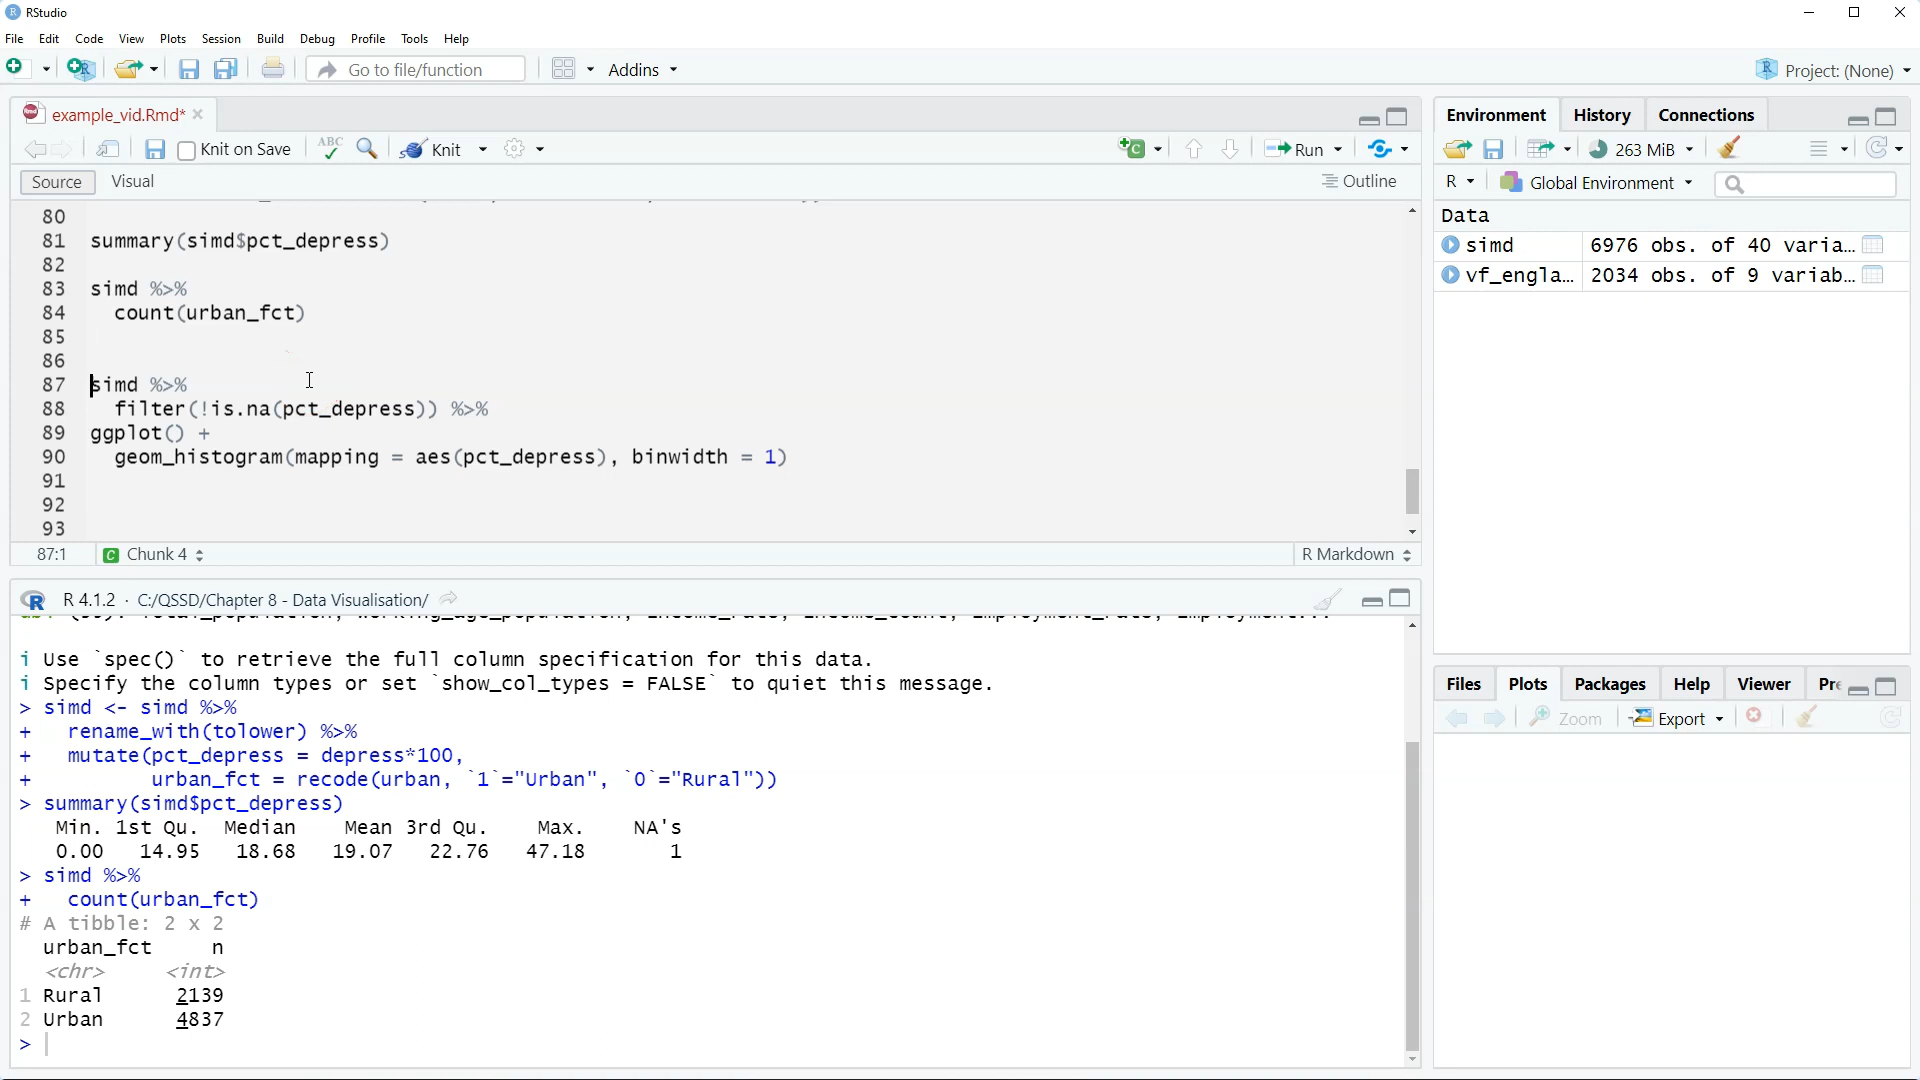 RStudio
File Edit Code View Plots Session Build Debug Profile Tools Help
Go to file/function Addins Project: (None)
example_vid.Rmd*
Knit on Save ABC Knit Run
Source Visual Outline
80
81 summary(simd$pct_depress)
82
83 simd %>%
84 count(urban_fct)
85
86
87 simd %>%
88 filter(!is.na(pct_depress)) %>%
89 ggplot() +
90 geom_histogram(mapping = aes(pct_depress), binwidth = 1)
91
92
93
87:1 Chunk 4 R Markdown
R 4.1.2 · C:/QSSD/Chapter 8 - Data Visualisation/
i Use `spec()` to retrieve the full column specification for this data.
i Specify the column types or set `show_col_types = FALSE` to quiet this message.
> simd <- simd %>%
+ rename_with(tolower) %>%
+ mutate(pct_depress = depress*100,
+ urban_fct = recode(urban, `1`="Urban", `0`="Rural"))
> summary(simd$pct_depress)
Min. 1st Qu. Median Mean 3rd Qu. Max. NA's
0.00 14.95 18.68 19.07 22.76 47.18 1
> simd %>%
+ count(urban_fct)
# A tibble: 2 x 2
urban_fct n
<chr> <int>
1 Rural 2139
2 Urban 4837
>
Environment History Connections
263 MiB
R Global Environment
Data
simd 6976 obs. of 40 varia…
vf_engla… 2034 obs. of 9 variab…
Files Plots Packages Help Viewer Pre
Zoom Export